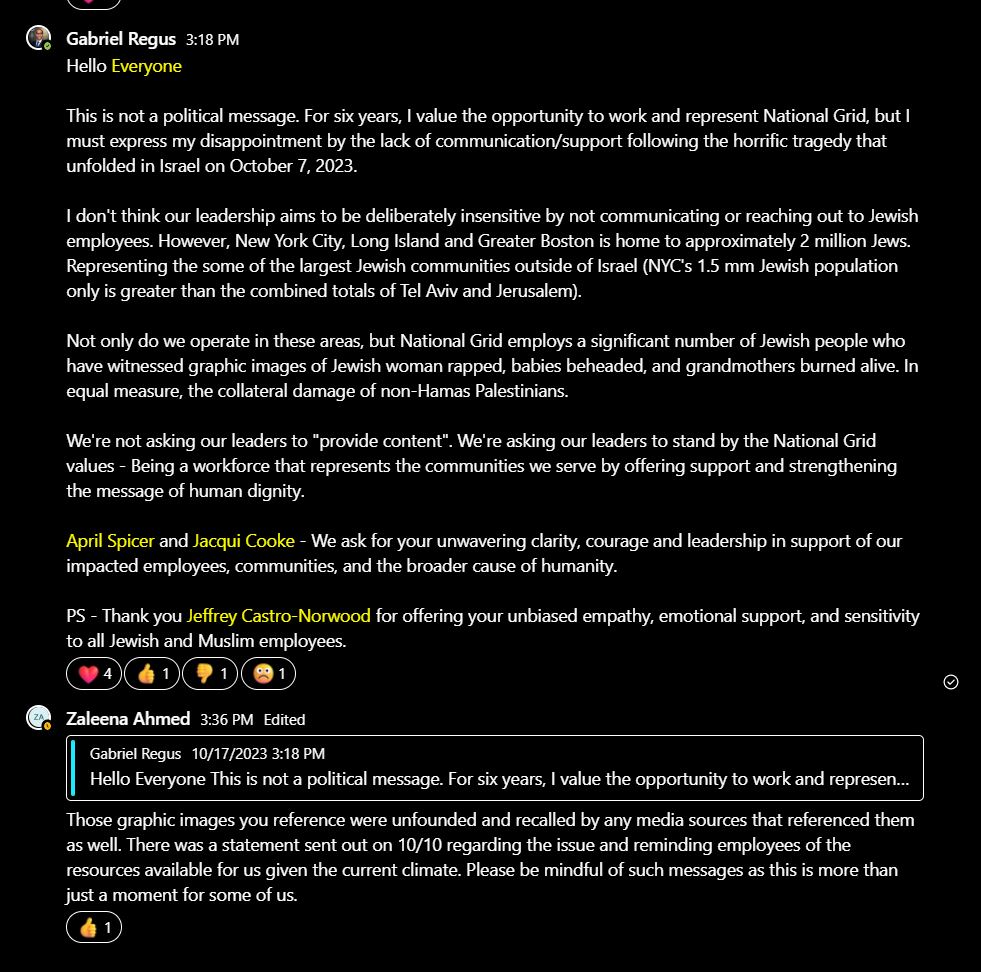 Gabriel Regus 3:18 PM
Hello Everyone
This is not a political message. For six years, I value the opportunity to work and represent National Grid, but I
must express my disappointment by the lack of communication/support following the horrific tragedy that
unfolded in Israel on October 7, 2023.
I don't think our leadership aims to be deliberately insensitive by not communicating or reaching out to Jewish
employees. However, New York City, Long Island and Greater Boston is home to approximately 2 million Jews.
Representing the some of the largest Jewish communities outside of Israel (NYC's 1.5 mm Jewish population
only is greater than the combined totals of Tel Aviv and Jerusalem).
Not only do we operate in these areas, but National Grid employs a significant number of Jewish people who
have witnessed graphic images of Jewish woman rapped, babies beheaded, and grandmothers burned alive. In
equal measure, the collateral damage of non-Hamas Palestinians.
We're not asking our leaders to "provide content". We're asking our leaders to stand by the National Grid
values - Being a workforce that represents the communities we serve by offering support and strengthening
the message of human dignity.
April Spicer and Jacqui Cooke - We ask for your unwavering clarity, courage and leadership in support of our
impacted employees, communities, and the broader cause of humanity.
PS - Thank you Jeffrey Castro-Norwood for offering your unbiased empathy, emotional support, and sensitivity
to all Jewish and Muslim employees.
4 1 1 1
ZA Zaleena Ahmed 3:36 PM Edited
Gabriel Regus 10/17/2023 3:18 PM
Hello Everyone This is not a political message. For six years, I value the opportunity to work and represen...
Those graphic images you reference were unfounded and recalled by any media sources that referenced them
as well. There was a statement sent out on 10/10 regarding the issue and reminding employees of the
resources available for us given the current climate. Please be mindful of such messages as this is more than
just a moment for some of us.
1